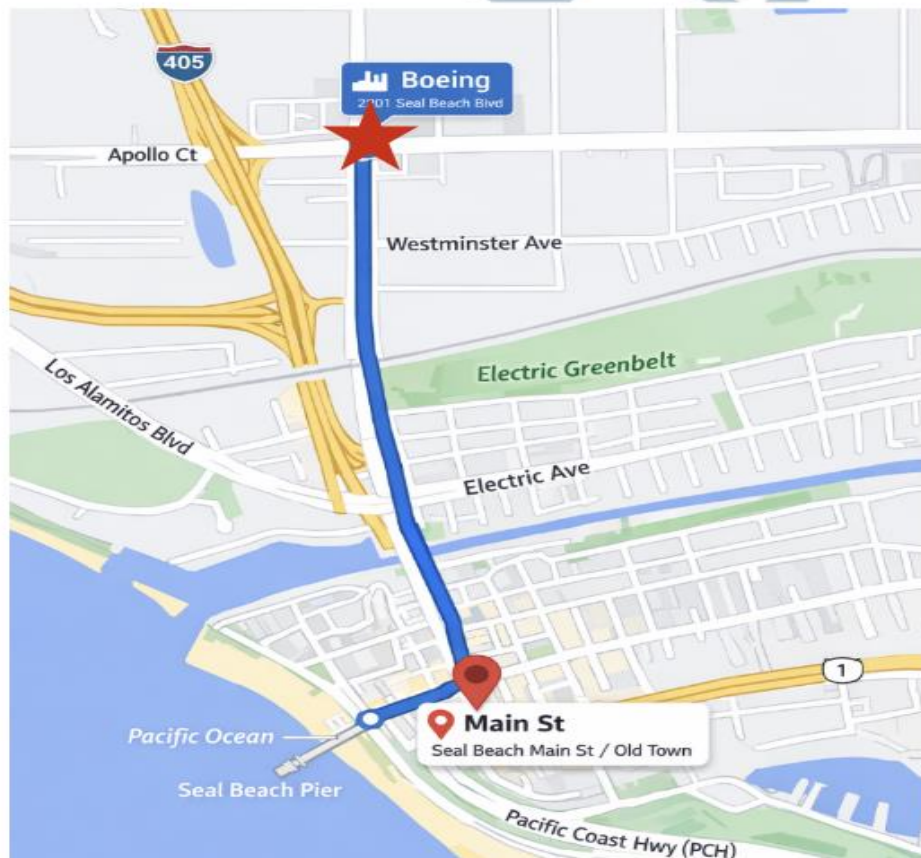 405
Boeing
2201 Seal Beach Blvd
Apollo Ct
Westminster Ave
Electric Greenbelt
Los Alamitos Blvd
Electric Ave
1
Main St
Seal Beach Main St / Old Town
Pacific Ocean
Seal Beach Pier
Pacific Coast Hwy (PCH)